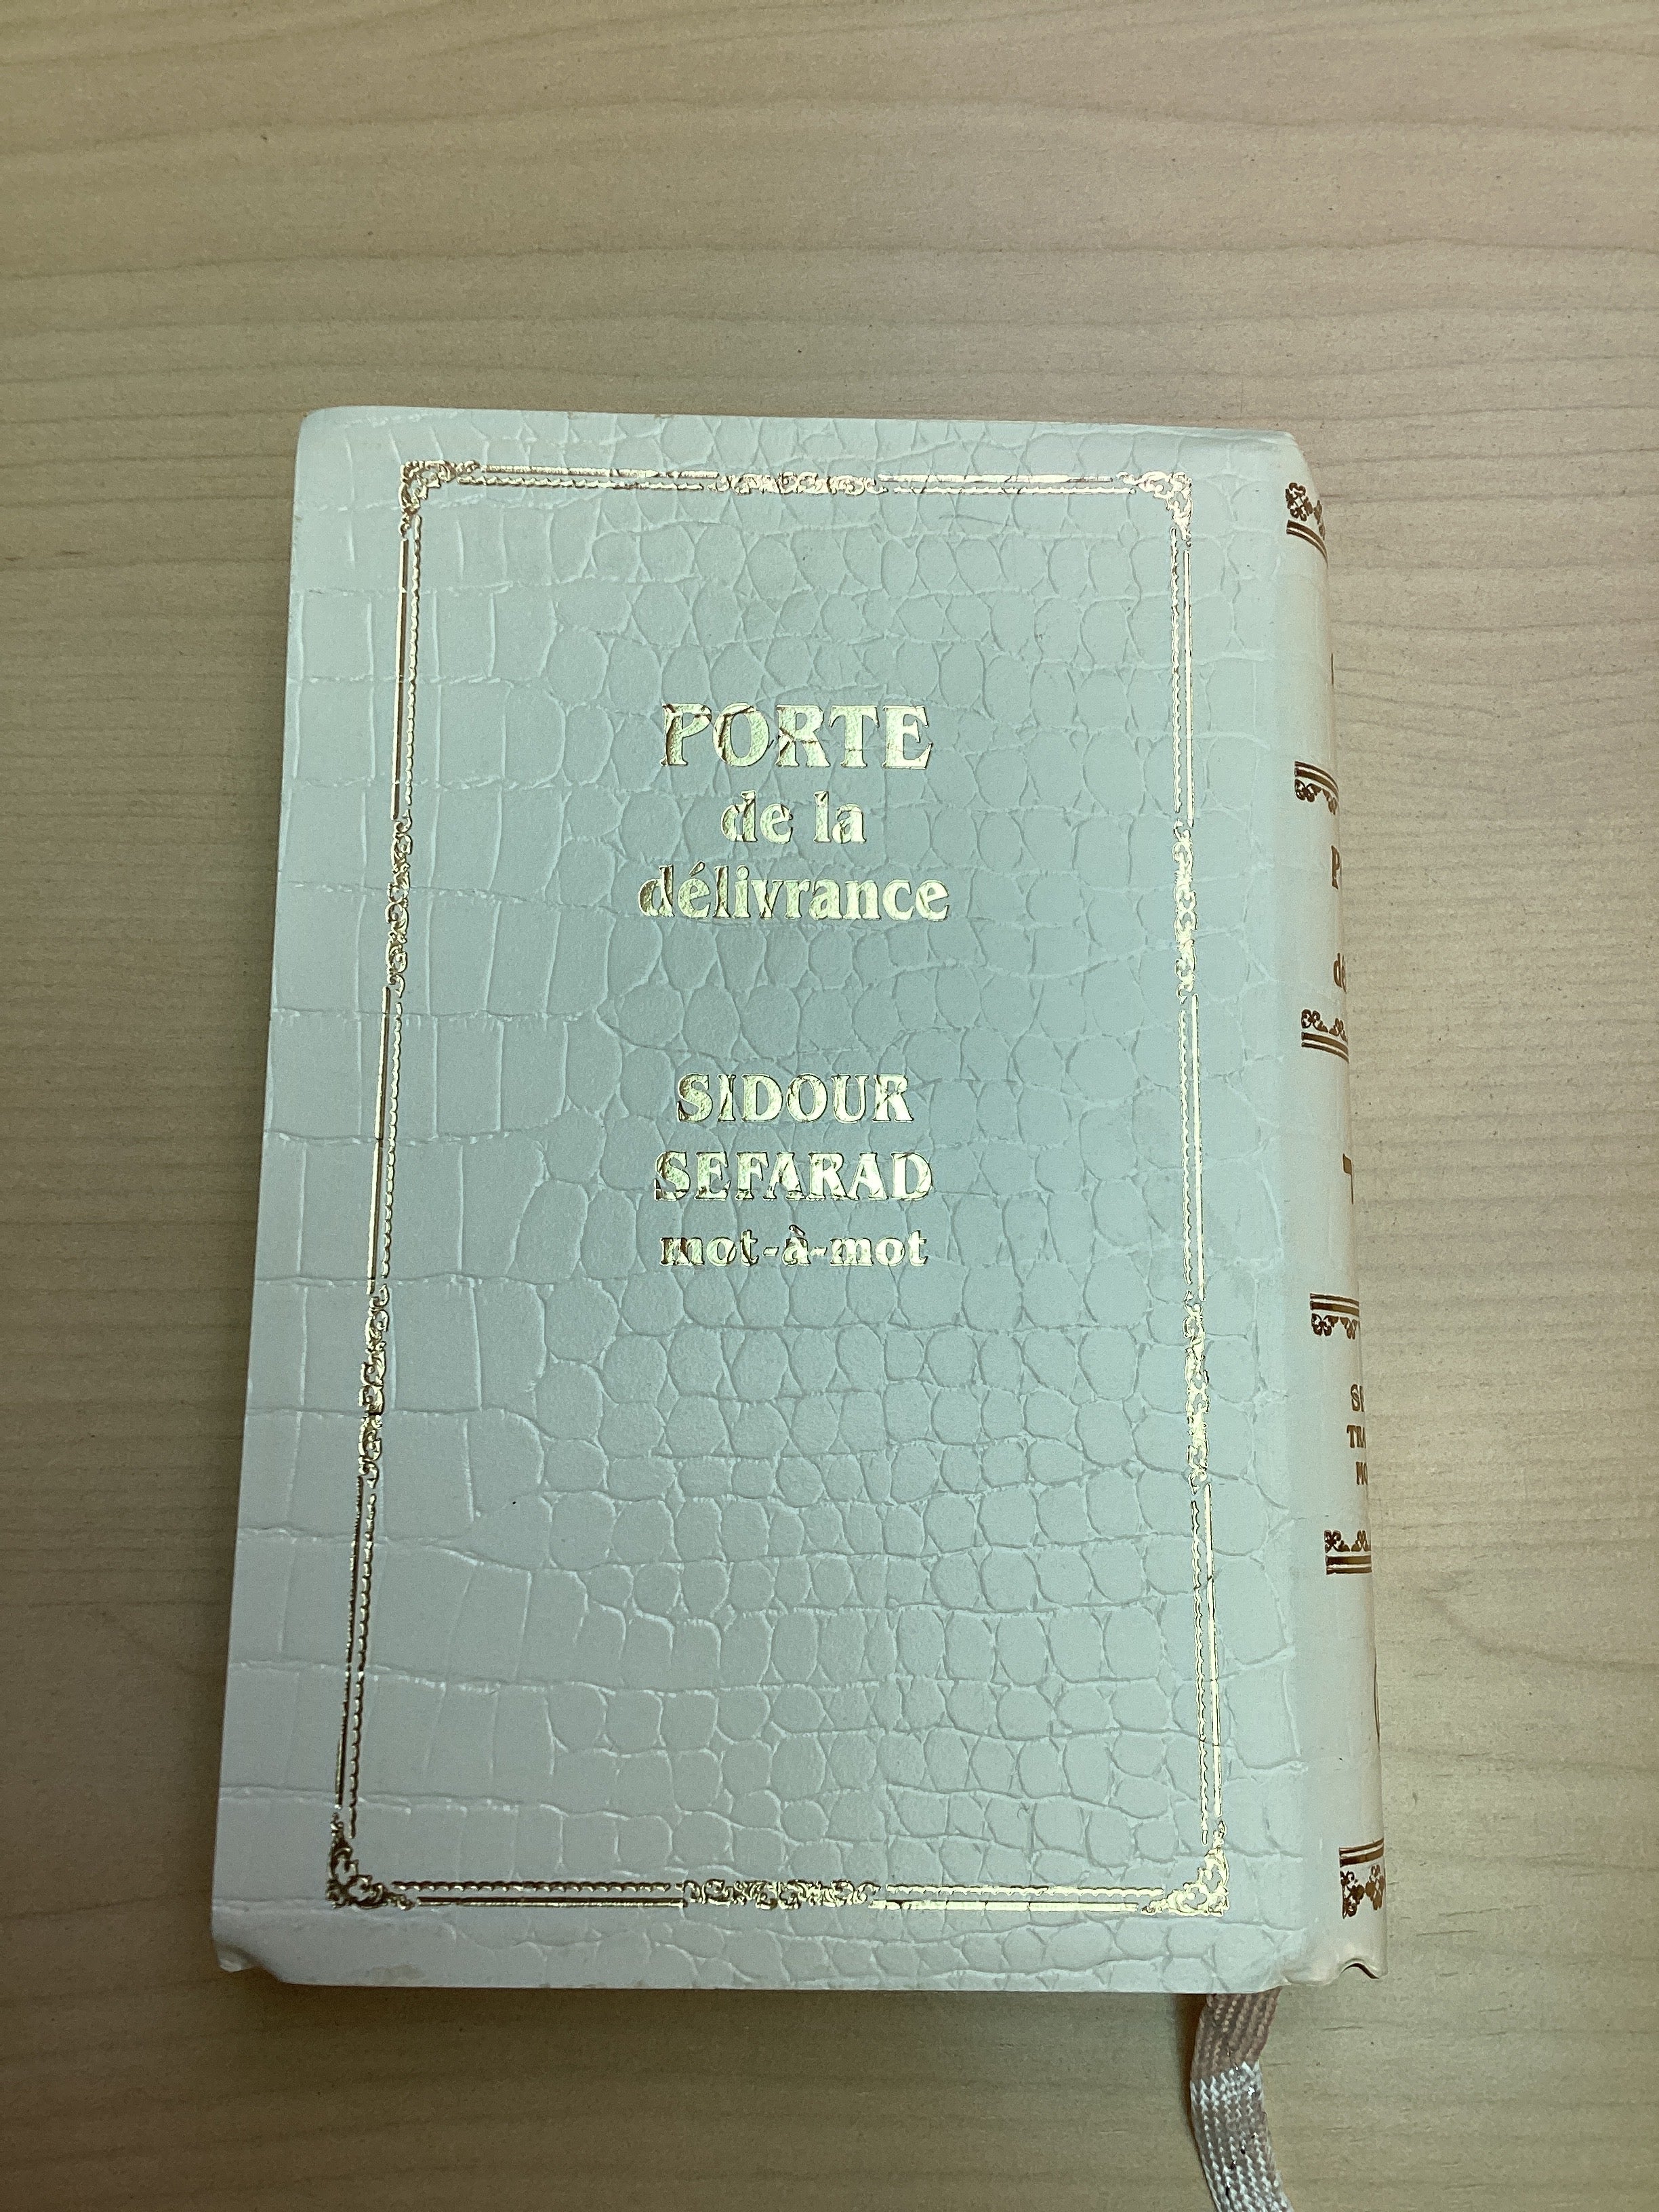 PORTE
de la
délivrance
SIDOUR
SEFARAD
mot-à-mot